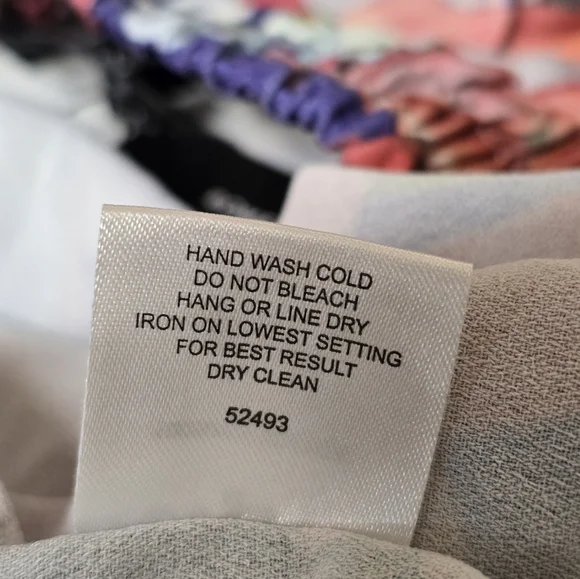 HAND WASH COLD
DO NOT BLEACH
HANG OR LINE DRY
IRON ON LOWEST SETTING
FOR BEST RESULT
DRY CLEAN
52493